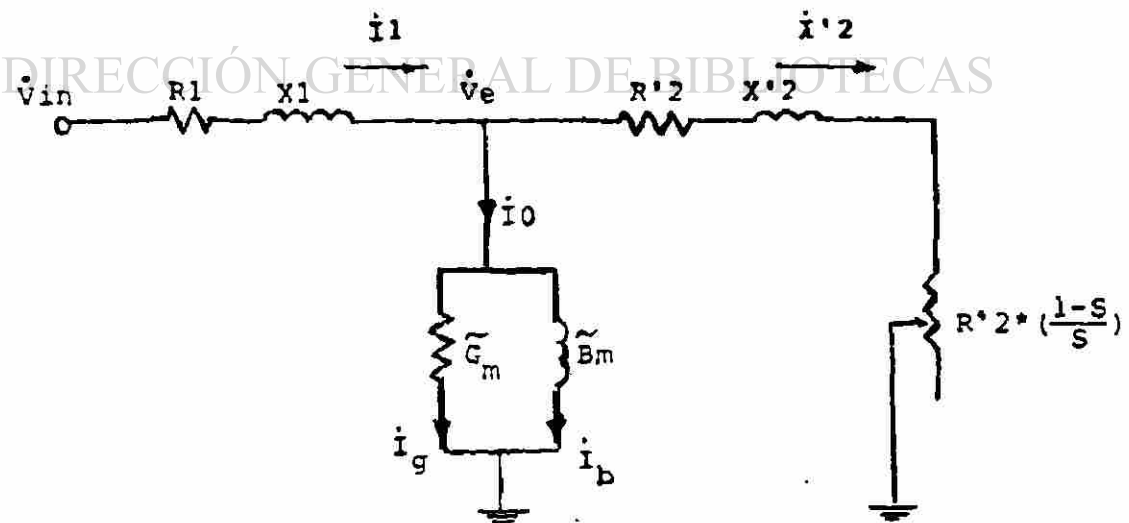 İ1
İ'2
DIRECCIÓN GENERAL DE BIBLIOTECAS
V̇in
R1
X1
V̇e
R'2
X'2
İ0
G̃m
B̃m
R'2*(1-S/S)
İg
İb